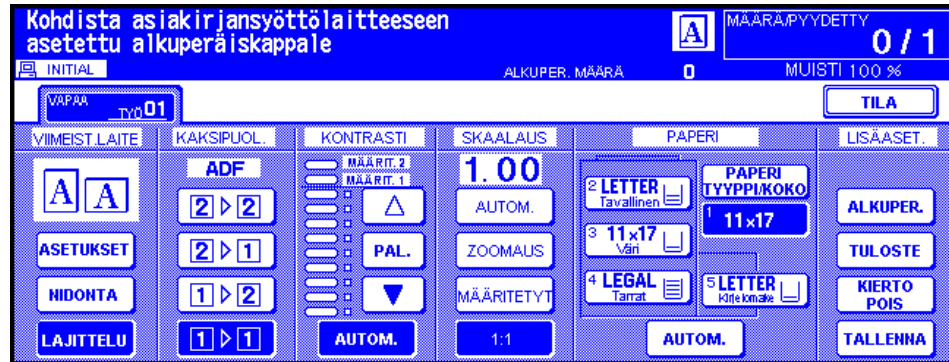 Kohdista asiakirjansyöttölaitteeseen
asetettu alkuperäiskappale
A
MÄÄRÄ/PYYDETTY
0 / 1
INITIAL
ALKUPER. MÄÄRÄ 0
MUISTI 100 %
VAPAA
TYÖ 01
TILA
VIIMEIST.LAITE
KAKSIPUOL.
KONTRASTI
SKAALAUS
PAPERI
LISÄASET.
A A
ASETUKSET
NIDONTA
LAJITTELU
ADF
2 ▷ 2
2 ▷ 1
1 ▷ 2
1 ▷ 1
MÄÄRIT. 2
MÄÄRIT. 1
PAL.
AUTOM.
1.00
AUTOM.
ZOOMAUS
MÄÄRITETYT
1:1
2 LETTER
Tavallinen
3 11x17
Väri
4 LEGAL
Tarrat
PAPERI
TYYPPI/KOKO
1 11x17
5 LETTER
Kirjelomake
AUTOM.
ALKUPER.
TULOSTE
KIERTO
POIS
TALLENNA